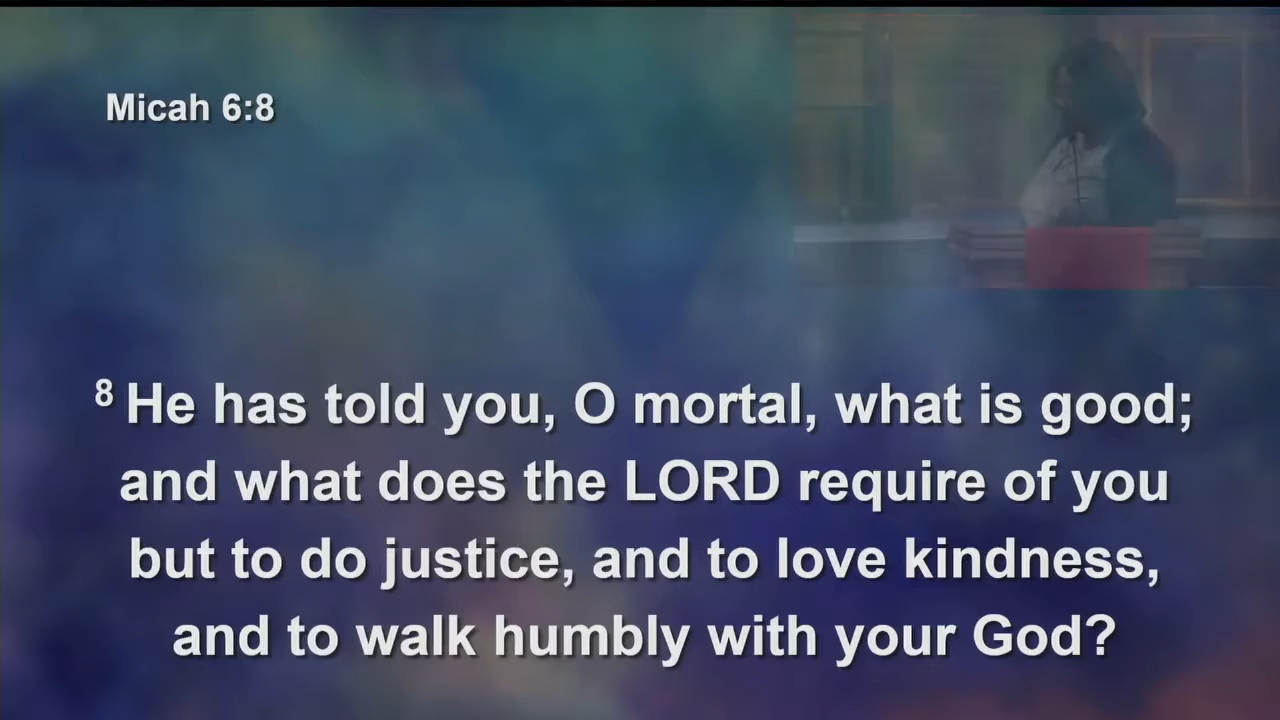 Micah 6:8
8 He has told you, O mortal, what is good;
and what does the LORD require of you
but to do justice, and to love kindness,
and to walk humbly with your God?